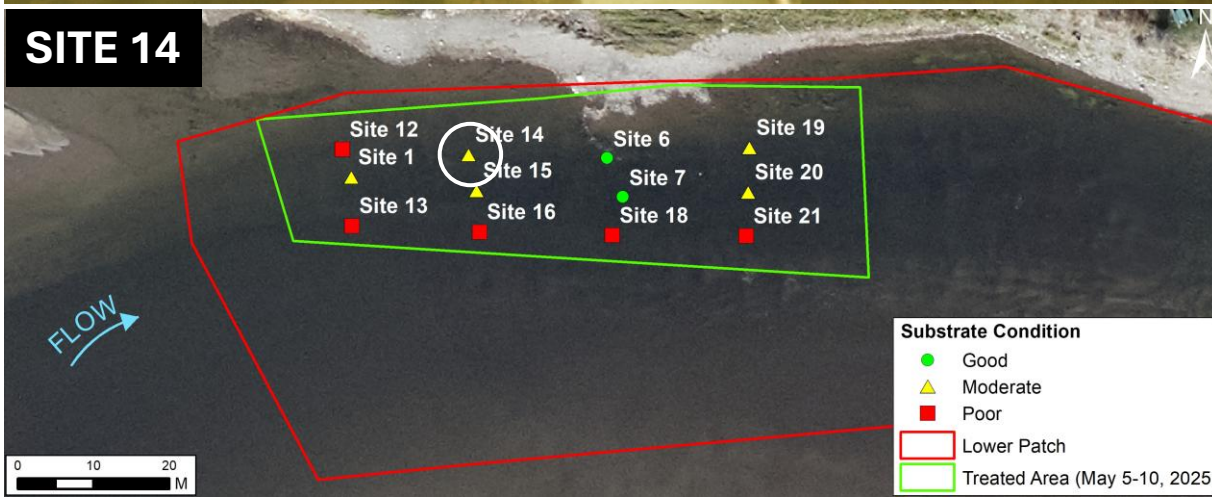 SITE 14
N
Site 12
Site 14
Site 6
Site 19
Site 1
Site 15
Site 7
Site 20
Site 13
Site 16
Site 18
Site 21
FLOW
Substrate Condition
Good
Moderate
Poor
Lower Patch
Treated Area (May 5-10, 2025
0 10 20
M